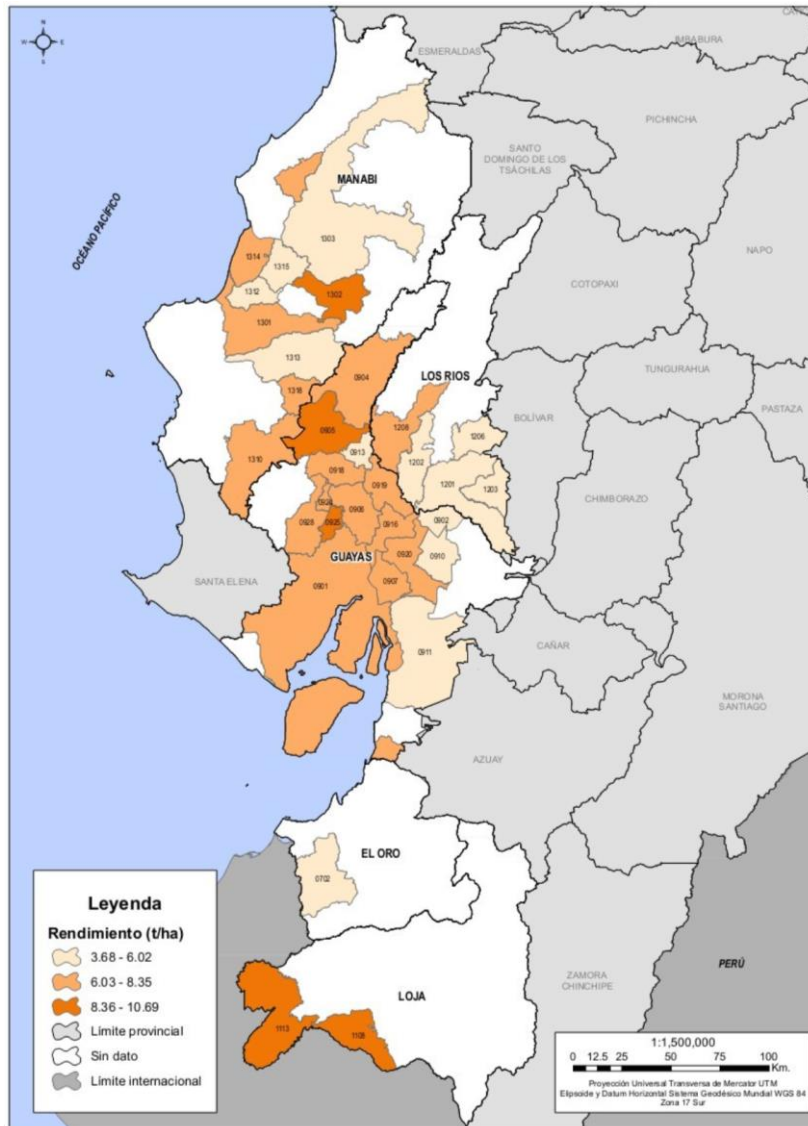 N
W
E
S
CAR
IMBABURA
ESMERALDAS
PICHINCHA
SANTO
DOMINGO DE LOS
TSÁCHILAS
MANABI
OCÉANO PACÍFICO
NAPO
1303
1314
1315
COTOPAXI
1312
1302
1301
TUNGURAHUA
1313
0904
LOS RIOS
BOLÍVAR
PASTAZA
1316
1208
1206
0905
0913
1202
1310
CHIMBORAZO
0918
0919
1201
1203
0906
0902
0928
0925
0916
0920
0910
GUAYAS
SANTA ELENA
0901
0907
CAÑAR
0911
MORONA
SANTIAGO
AZUAY
EL ORO
0702
Leyenda
Rendimiento (t/ha)
3.68 - 6.02
6.03 - 8.35
8.36 - 10.69
Límite provincial
Sin dato
Límite internacional
LOJA
ZAMORA
CHINCHIPE
PERÚ
1113
1108
1:1,500,000
0 12.5 25 50 75 100
Km.
Proyección Universal Transversa de Mercator UTM
Elipsoide y Datum Horizontal Sistema Geodésico Mundial WGS 84
Zona 17 Sur